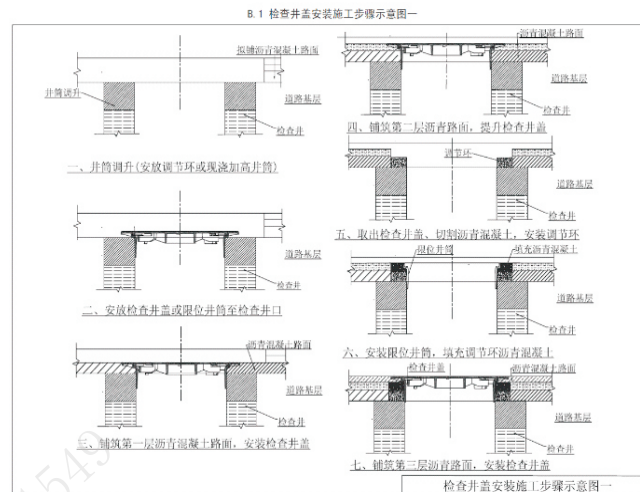 B.1 检查井盖安装施工步骤示意图一
拟铺沥青混凝土路面
井筒调升
道路基层
检查井
一、井筒调升(安放调节环或现浇加高井筒)
道路基层
检查井
二、安放检查井盖或限位井筒至检查井口
沥青混凝土路面
道路基层
检查井
三、铺筑第一层沥青混凝土路面，安装检查井盖
沥青混凝土路面
道路基层
检查井
四、铺筑第二层沥青路面，提升检查井盖
调节环
道路基层
检查井
五、取出检查井盖、切割沥青混凝土，安装调节环
限位井筒
填充沥青混凝土
道路基层
检查井
六、安装限位井筒，填充调节环沥青混凝土
检查井盖
沥青混凝土路面
道路基层
检查井
七、铺筑第三层沥青路面，安装检查井盖
检查井盖安装施工步骤示意图一
1549